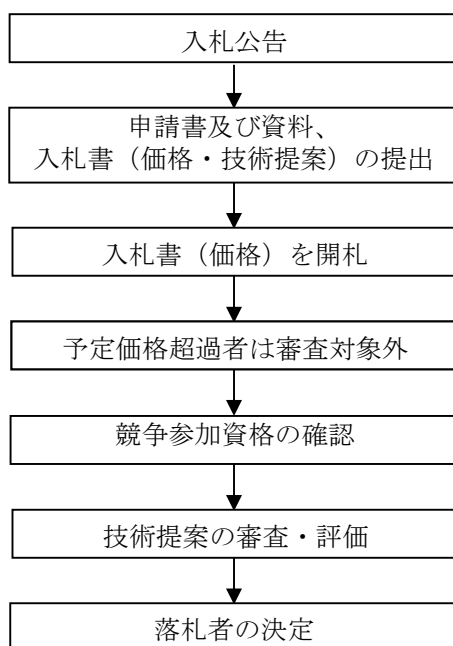 入札公告
申請書及び資料、
入札書（価格・技術提案）の提出
入札書（価格）を開札
予定価格超過者は審査対象外
競争参加資格の確認
技術提案の審査・評価
落札者の決定